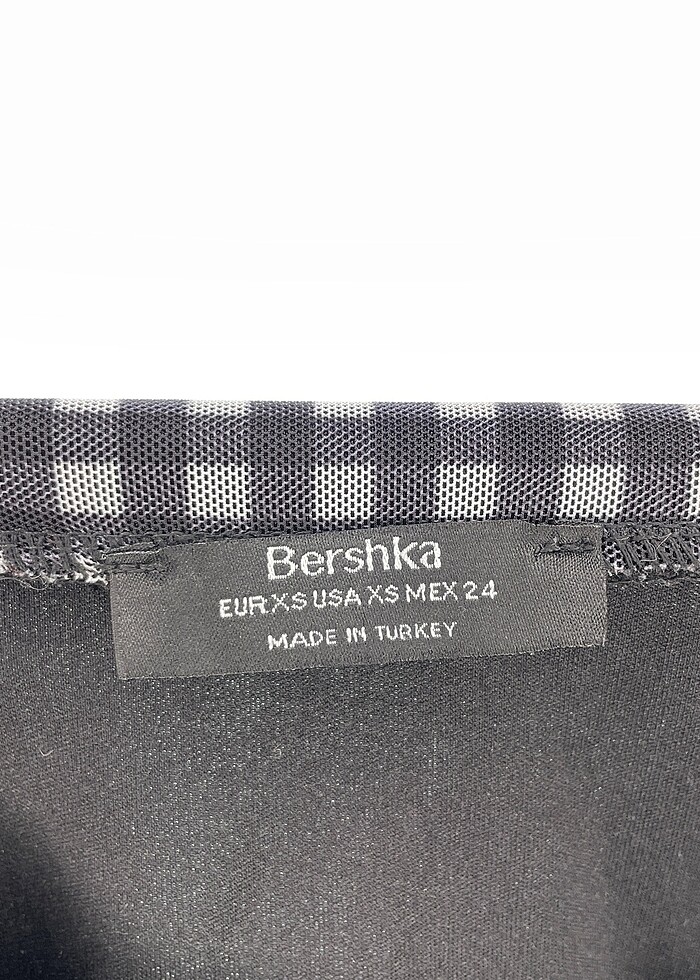 Bershka
EUR XS USA XS MEX 24
MADE IN TURKEY